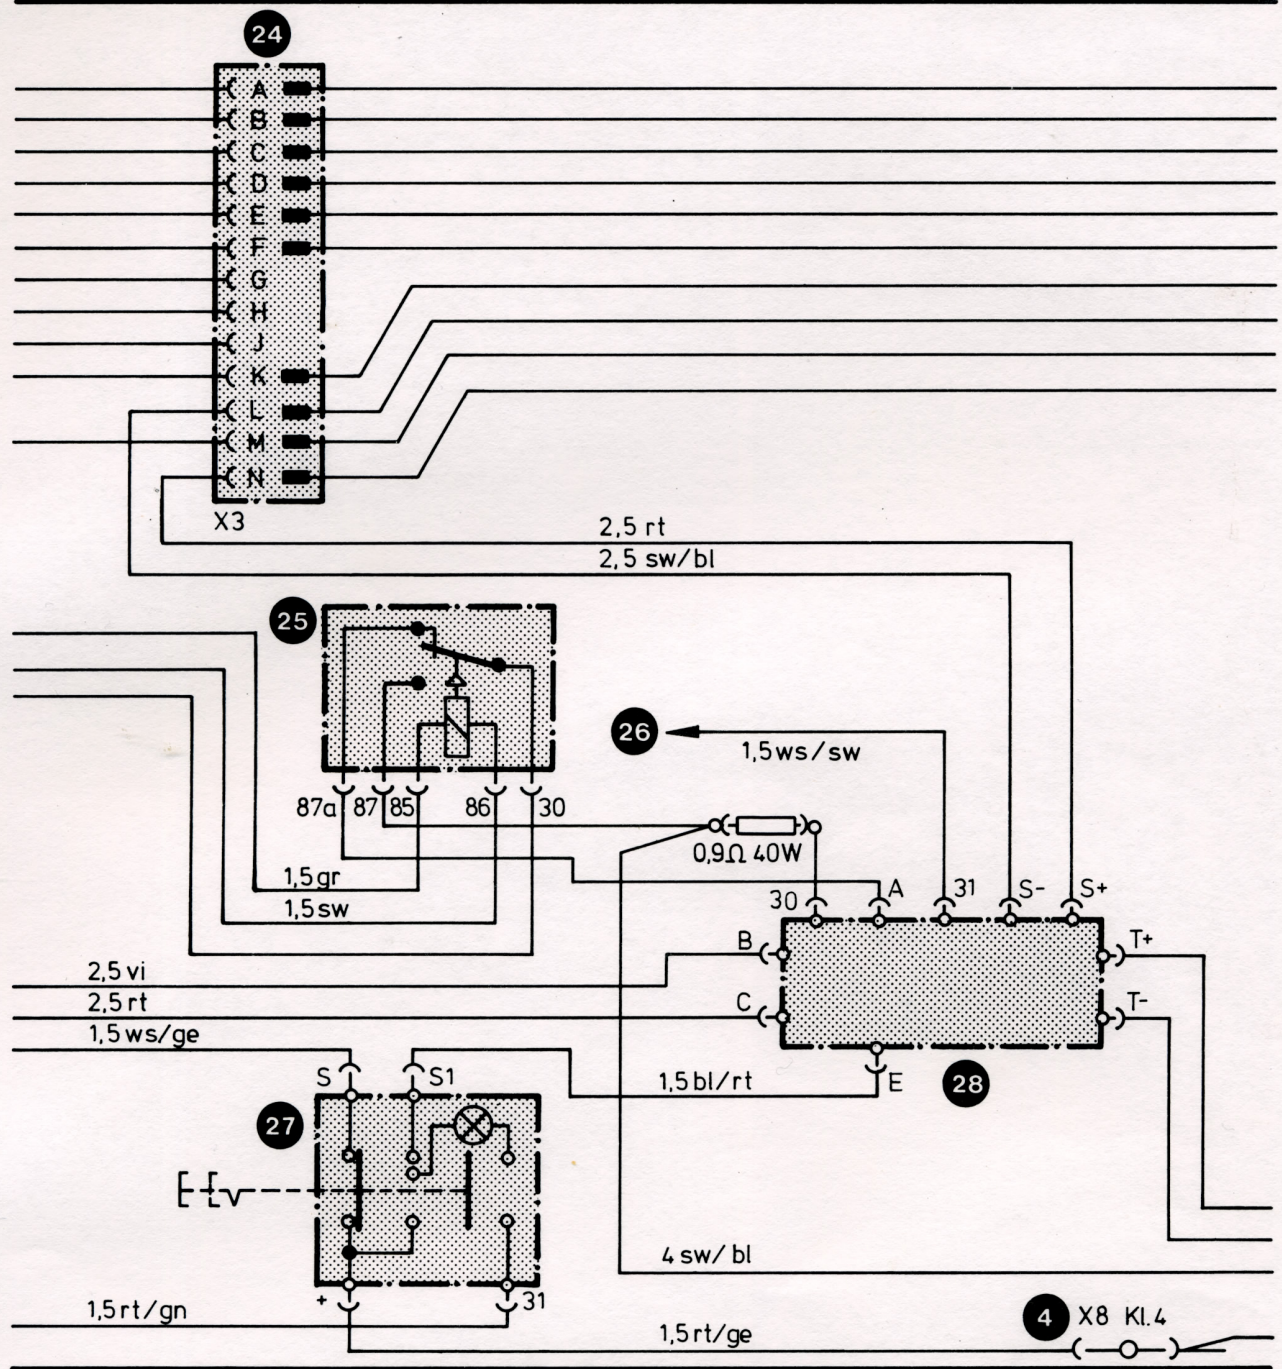 24
A
B
C
D
E
F
G
H
J
K
L
M
N
X3
2,5 rt
2,5 sw/bl
25
26
1,5 ws/sw
87a 87 85 86 30
0,9Ω 40W
1,5 gr
1,5 sw
30 A 31 S- S+
B T+
2,5 vi
2,5 rt
C T-
1,5 ws/ge
S S1
1,5 bl/rt
E
28
27
4 sw/bl
+ 31
1,5 rt/gn
4 X8 Kl.4
1,5 rt/ge